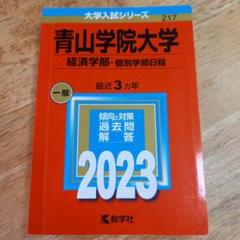 大学入試シリーズ
217
青山学院大学
経済学部-個別学部日程
一般
最近3カ年
傾向と対策
過去問
解答
2023
教学社